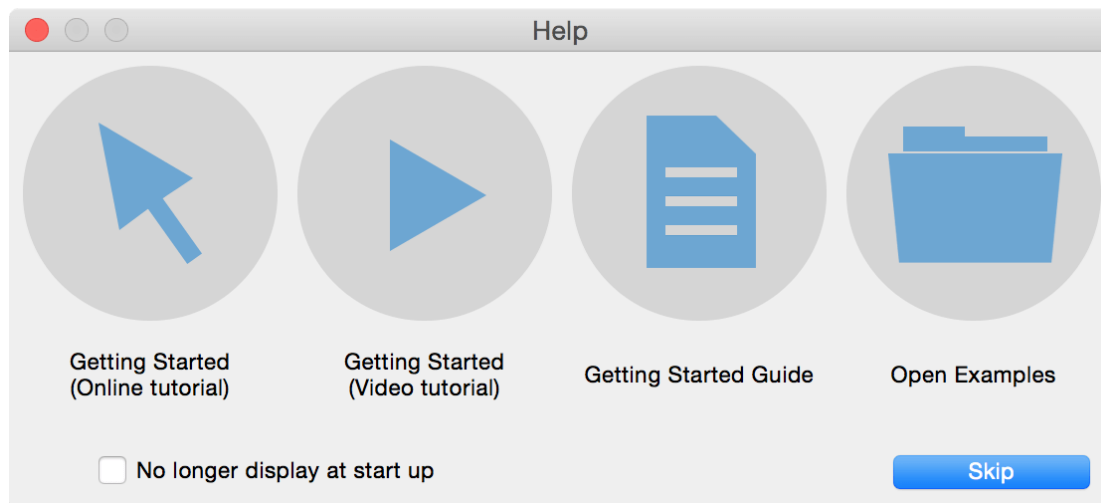 Help
Getting Started
(Online tutorial)
Getting Started
(Video tutorial)
Getting Started Guide
Open Examples
No longer display at start up
Skip